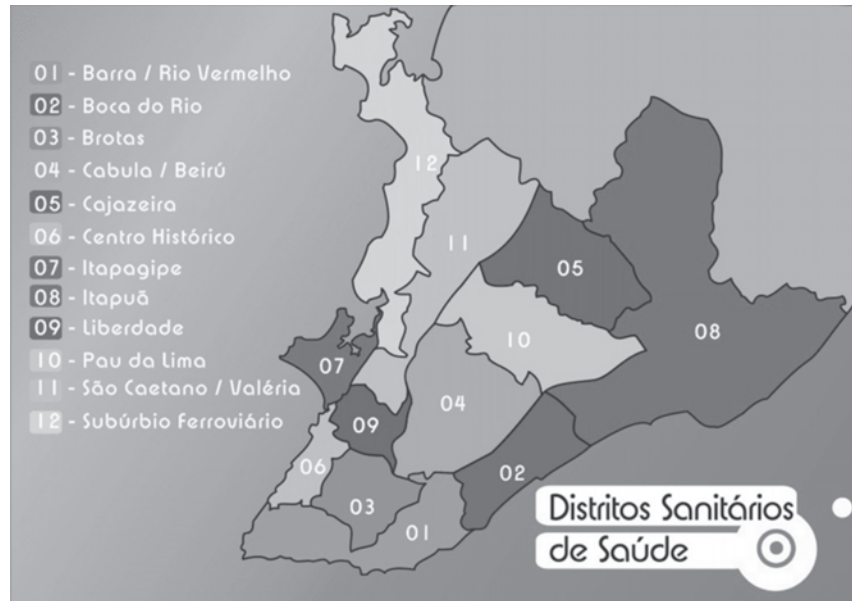 01 - Barra / Rio Vermelho
02 - Boca do Rio
03 - Brotas
04 - Cabula / Beirú
05 - Cajazeira
06 - Centro Histórico
07 - Itapagipe
08 - Itapuã
09 - Liberdade
10 - Pau da Lima
11 - São Caetano / Valéria
12 - Subúrbio Ferroviário
12
11
05
08
10
07
04
09
06
02
03
01
Distritos Sanitários
de Saúde